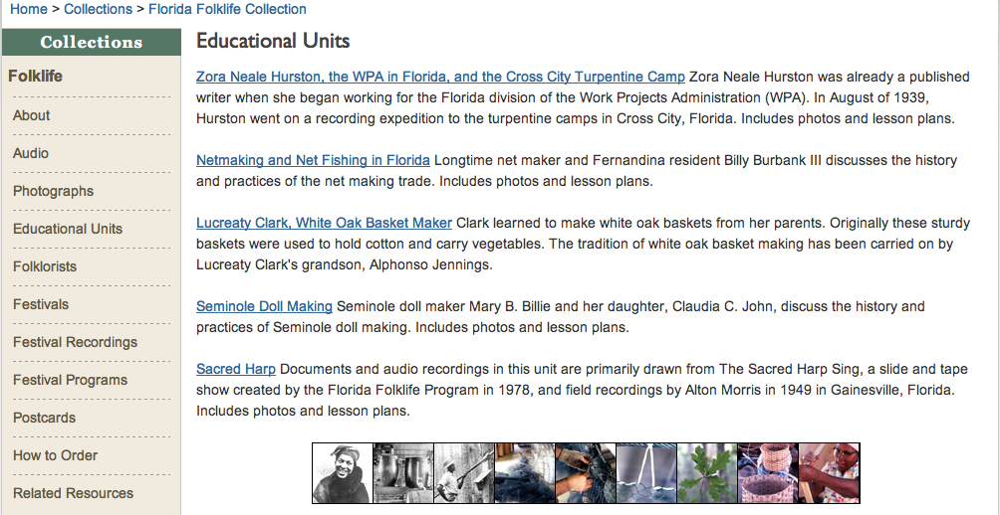 Home > Collections > Florida Folklife Collection
Collections
Folklife
About
Audio
Photographs
Educational Units
Folklorists
Festivals
Festival Recordings
Festival Programs
Postcards
How to Order
Related Resources
Educational Units
Zora Neale Hurston, the WPA in Florida, and the Cross City Turpentine Camp Zora Neale Hurston was already a published
writer when she began working for the Florida division of the Work Projects Administration (WPA). In August of 1939,
Hurston went on a recording expedition to the turpentine camps in Cross City, Florida. Includes photos and lesson plans.
Netmaking and Net Fishing in Florida Longtime net maker and Fernandina resident Billy Burbank III discusses the history
and practices of the net making trade. Includes photos and lesson plans.
Lucreaty Clark, White Oak Basket Maker Clark learned to make white oak baskets from her parents. Originally these sturdy
baskets were used to hold cotton and carry vegetables. The tradition of white oak basket making has been carried on by
Lucreaty Clark's grandson, Alphonso Jennings.
Seminole Doll Making Seminole doll maker Mary B. Billie and her daughter, Claudia C. John, discuss the history and
practices of Seminole doll making. Includes photos and lesson plans.
Sacred Harp Documents and audio recordings in this unit are primarily drawn from The Sacred Harp Sing, a slide and tape
show created by the Florida Folklife Program in 1978, and field recordings by Alton Morris in 1949 in Gainesville, Florida.
Includes photos and lesson plans.